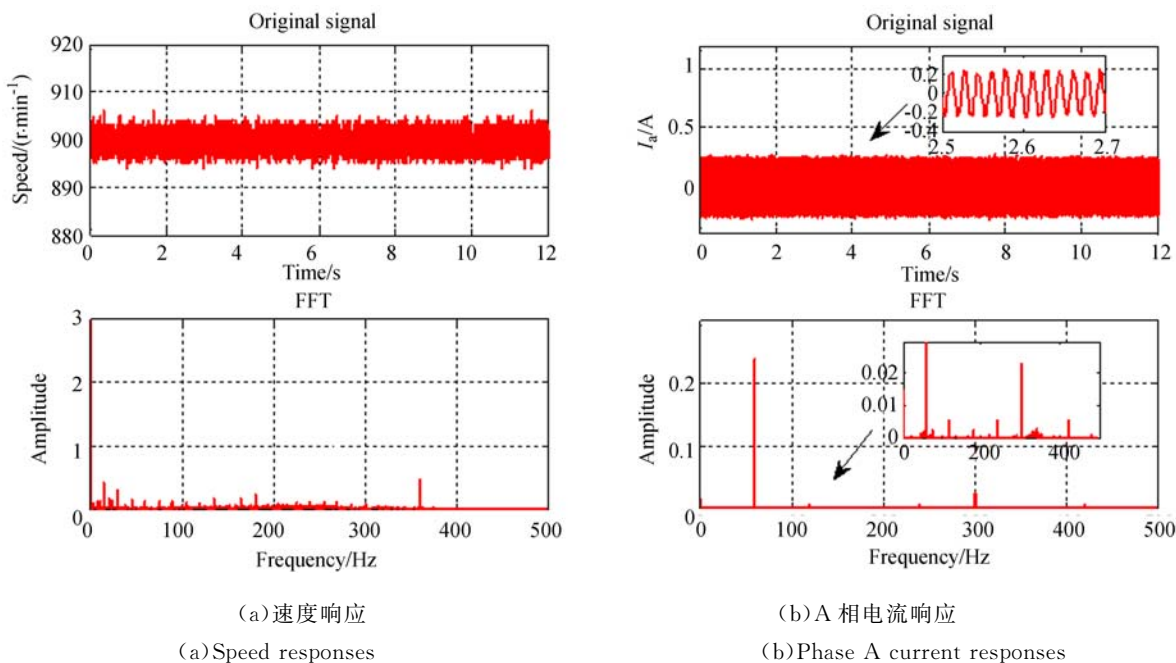 Original signal
920
910
900
890
880
Speed/(r·min⁻¹)
0 2 4 6 8 10 12
Time/s
FFT
3
2
1
0
Amplitude
0 100 200 300 400 500
Frequency/Hz
(a)速度响应
(a)Speed responses
Original signal
1
0.5
0
Iₐ/A
0.2
0
-0.2
-0.4
2.5 2.6 2.7
0 2 4 6 8 10 12
Time/s
FFT
0.2
0.1
0
Amplitude
0.02
0.01
0
0 200 400
0 100 200 300 400 500
Frequency/Hz
(b)A 相电流响应
(b)Phase A current responses